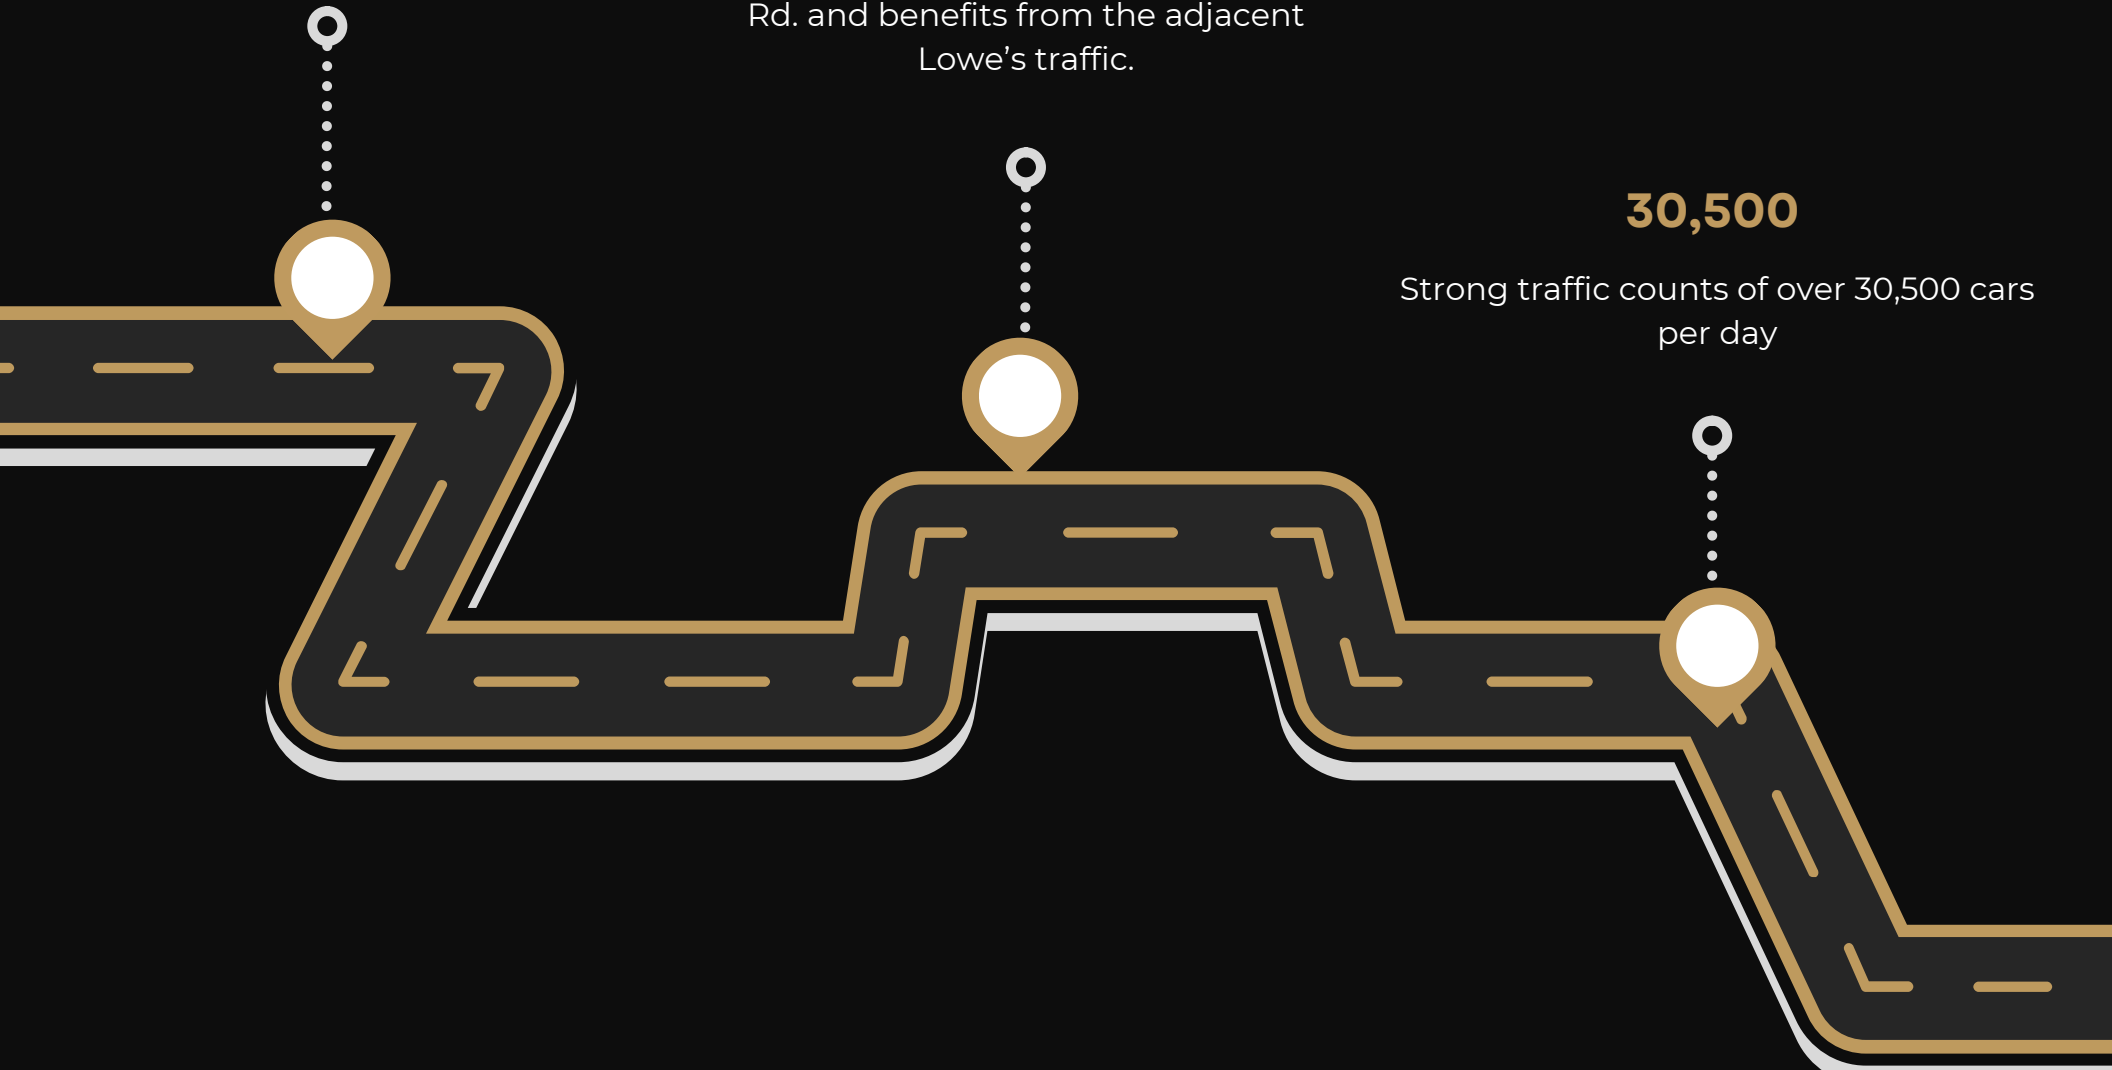 Rd. and benefits from the adjacent
Lowe’s traffic.
30,500
Strong traffic counts of over 30,500 cars
per day